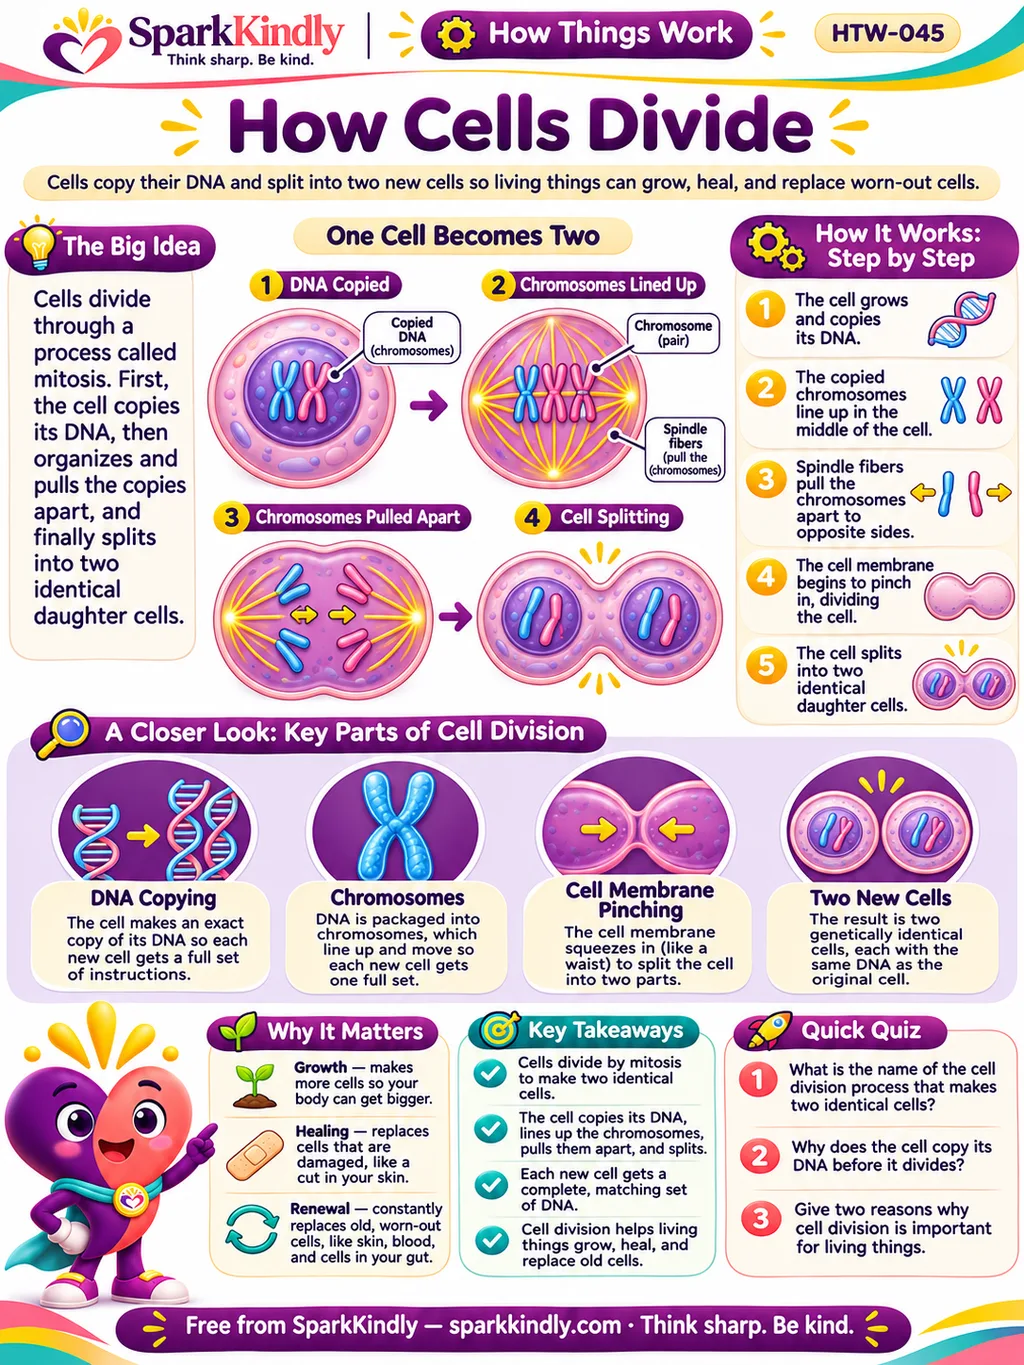 SparkKindly
Think sharp. Be kind.
How Things Work
HTW-045
How Cells Divide
Cells copy their DNA and split into two new cells so living things can grow, heal, and replace worn-out cells.
The Big Idea
Cells divide
through a
process called
mitosis. First,
the cell copies
its DNA, then
organizes and
pulls the copies
apart, and
finally splits
into two
identical
daughter cells.
One Cell Becomes Two
1 DNA Copied
Copied
DNA
(chromosomes)
2 Chromosomes Lined Up
Chromosome
(pair)
Spindle
fibers
(pull the
(chromosomes)
3 Chromosomes Pulled Apart
4 Cell Splitting
How It Works:
Step by Step
1
The cell grows
and copies
its DNA.
2
The copied
chromosomes
line up in the
middle of the cell.
3
Spindle fibers
pull the
chromosomes
apart to
opposite sides.
4
The cell membrane
begins to pinch
in, dividing
the cell.
5
The cell splits
into two
identical
daughter cells.
A Closer Look: Key Parts of Cell Division
DNA Copying
The cell makes an exact
copy of its DNA so each
new cell gets a full set
of instructions.
Chromosomes
DNA is packaged into
chromosomes, which
line up and move so
each new cell gets
one full set.
Cell Membrane
Pinching
The cell membrane
squeezes in (like a
waist) to split the cell
into two parts.
Two New Cells
The result is two
genetically identical
cells, each with the
same DNA as the
original cell.
Why It Matters
Growth — makes
more cells so your
body can get bigger.
Healing — replaces
cells that are
damaged, like a
cut in your skin.
Renewal — constantly
replaces old, worn-out
cells, like skin, blood,
and cells in your gut.
Key Takeaways
Cells divide by mitosis
to make two identical
cells.
The cell copies its DNA,
lines up the chromosomes,
pulls them apart, and splits.
Each new cell gets a
complete, matching set
of DNA.
Cell division helps living
things grow, heal, and
replace old cells.
Quick Quiz
1
What is the name of the cell
division process that makes
two identical cells?
2
Why does the cell copy its
DNA before it divides?
3
Give two reasons why
cell division is important
for living things.
Free from SparkKindly — sparkkindly.com · Think sharp. Be kind.